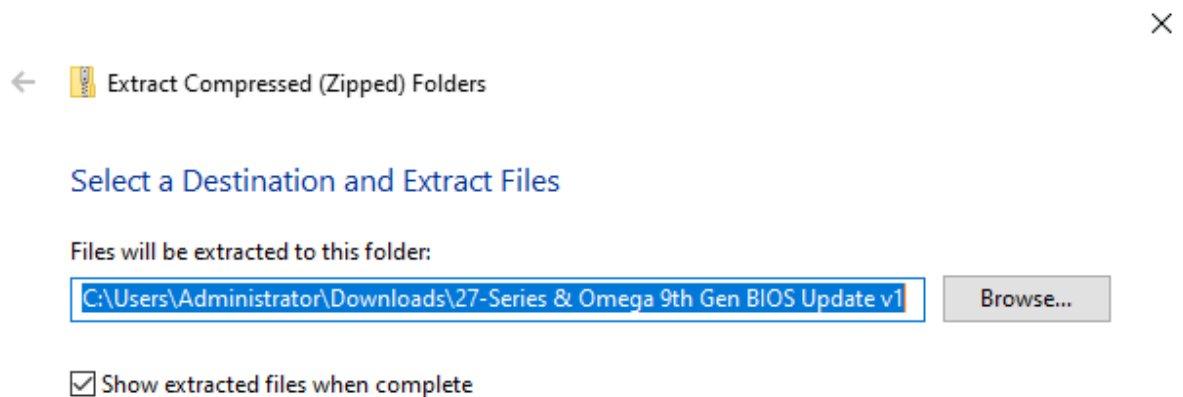 Extract Compressed (Zipped) Folders
Select a Destination and Extract Files
Files will be extracted to this folder:
C:\Users\Administrator\Downloads\27-Series & Omega 9th Gen BIOS Update v1
Browse...
Show extracted files when complete